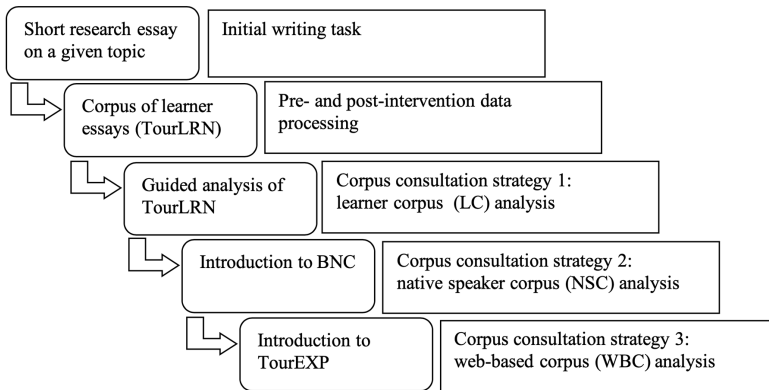 Short research essay
on a given topic
Initial writing task
Corpus of learner
essays (TourLRN)
Pre- and post-intervention data
processing
Guided analysis of
TourLRN
Corpus consultation strategy 1:
learner corpus (LC) analysis
Introduction to BNC
Corpus consultation strategy 2:
native speaker corpus (NSC) analysis
Introduction to
TourEXP
Corpus consultation strategy 3:
web-based corpus (WBC) analysis